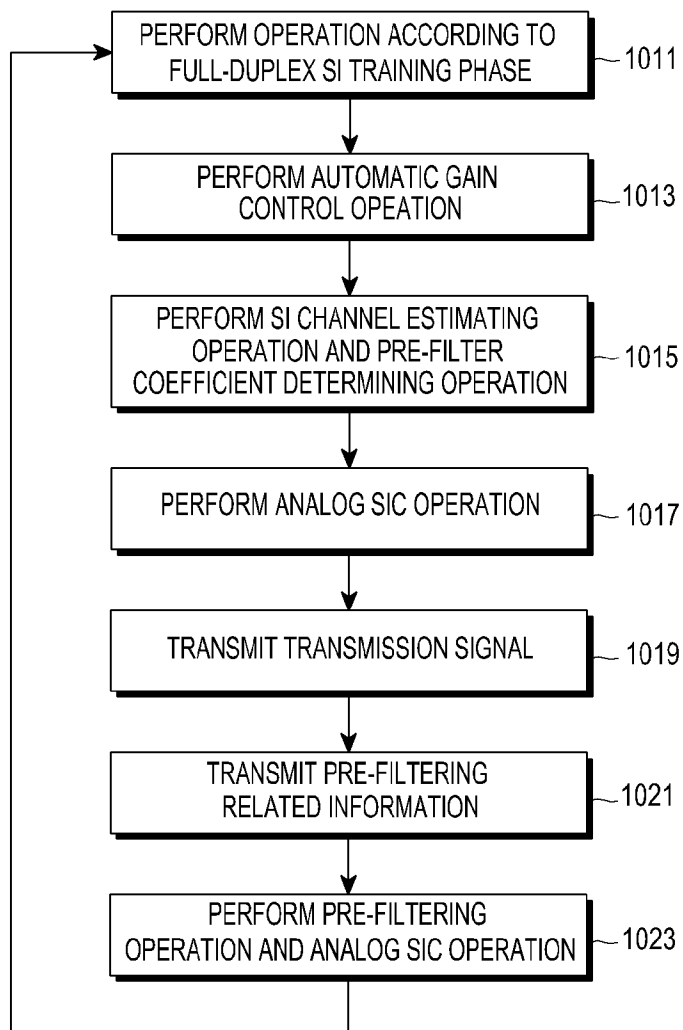 PERFORM OPERATION ACCORDING TO
FULL-DUPLEX SI TRAINING PHASE
1011
PERFORM AUTOMATIC GAIN
CONTROL OPEATION
1013
PERFORM SI CHANNEL ESTIMATING
OPERATION AND PRE-FILTER
COEFFICIENT DETERMINING OPERATION
1015
PERFORM ANALOG SIC OPERATION
1017
TRANSMIT TRANSMISSION SIGNAL
1019
TRANSMIT PRE-FILTERING
RELATED INFORMATION
1021
PERFORM PRE-FILTERING
OPERATION AND ANALOG SIC OPERATION
1023